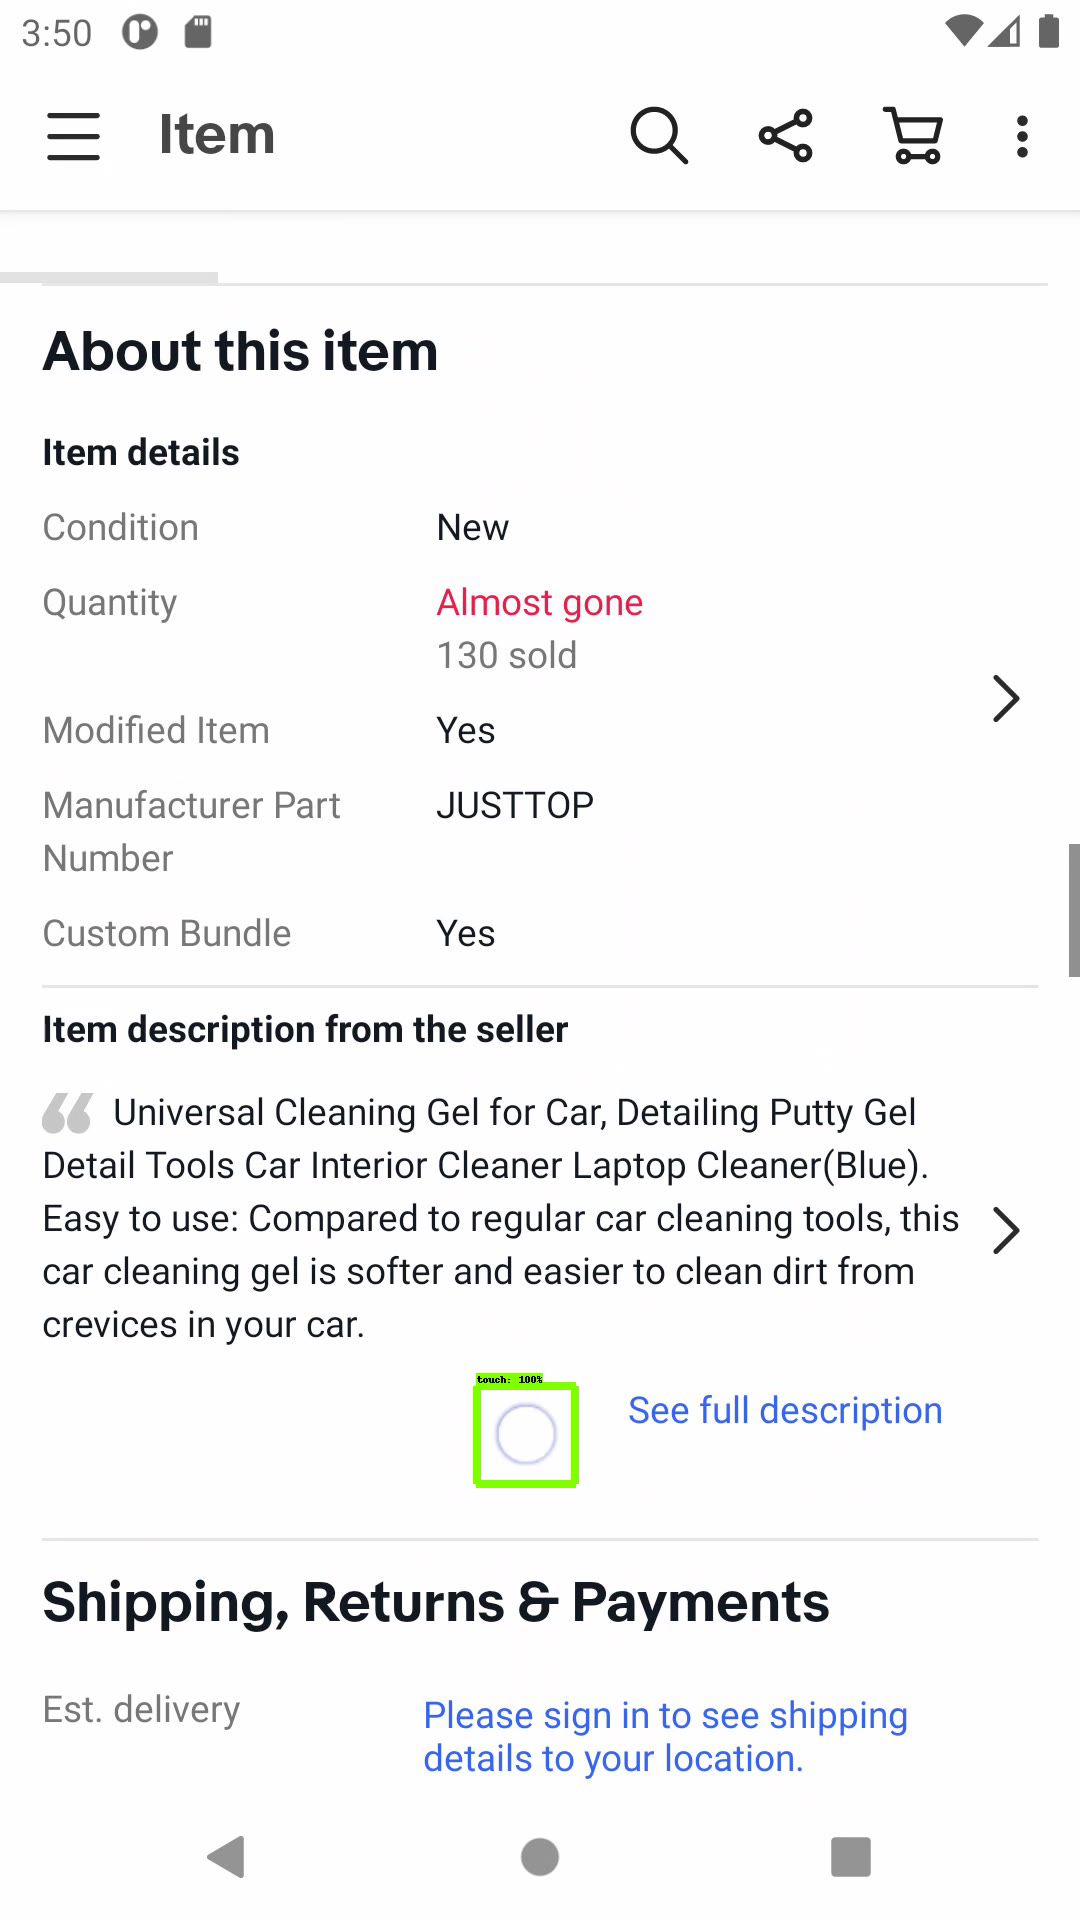 3:50
Item
About this item
Item details
Condition New
Quantity Almost gone
130 sold
Modified Item Yes
Manufacturer Part JUSTTOP
Number
Custom Bundle Yes
Item description from the seller
Universal Cleaning Gel for Car, Detailing Putty Gel
Detail Tools Car Interior Cleaner Laptop Cleaner(Blue).
Easy to use: Compared to regular car cleaning tools, this
car cleaning gel is softer and easier to clean dirt from
crevices in your car.
touch: 100%
See full description
Shipping, Returns & Payments
Est. delivery Please sign in to see shipping
details to your location.